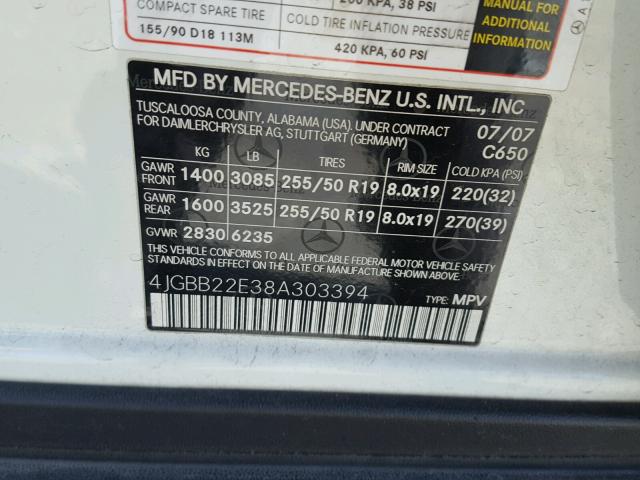 200 KPA, 38 PSI
COMPACT SPARE TIRE
155/90 D18 113M
COLD TIRE INFLATION PRESSURE
420 KPA, 60 PSI
MANUAL FOR
ADDITIONAL
INFORMATION
MFD BY MERCEDES-BENZ U.S. INTL., INC
TUSCALOOSA COUNTY, ALABAMA (USA). UNDER CONTRACT
FOR DAIMLERCHRYSLER AG, STUTTGART (GERMANY)
07/07
C650
KG LB TIRES RIM SIZE COLD KPA (PSI)
GAWR FRONT 1400 3085 255/50 R19 8.0x19 220(32)
GAWR REAR 1600 3525 255/50 R19 8.0x19 270(39)
GVWR 2830 6235
THIS VEHICLE CONFORMS TO ALL APPLICABLE FEDERAL MOTOR VEHICLE SAFETY
STANDARDS IN EFFECT ON THE DATE OF MANUFACTURE SHOWN ABOVE.
4JGBB22E38A303394
TYPE: MPV